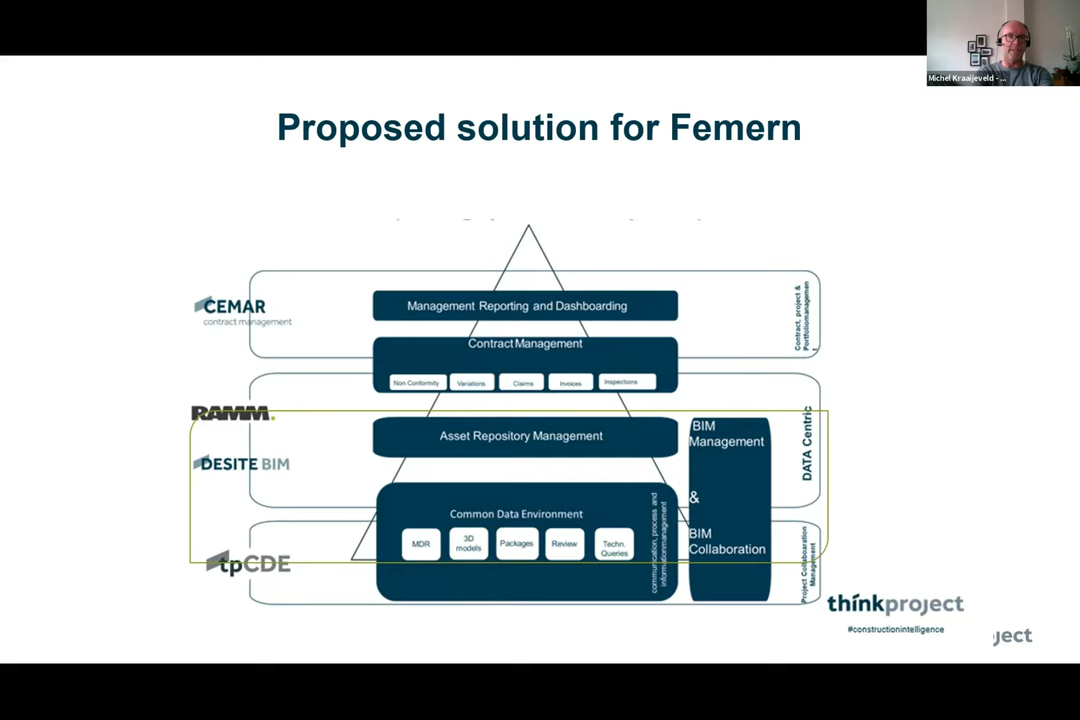 Michel Kraaijeveld - ...
Proposed solution for Femern
CEMAR
contract management
Management Reporting and Dashboarding
Contract, project &
Portfoliomanagemen
Contract Management
Non Conformity
Variations
Claims
Invoices
Inspections
RAMM.
DESITE BIM
Asset Repository Management
BIM
Management
&
BIM
Collaboration
DATA Centric
tpCDE
Common Data Environment
MDR
3D
models
Packages
Review
Techn.
Queries
communication, process, and
informationmanagement
Project Collaboaration
Management
thinkproject
#constructionintelligence
ject